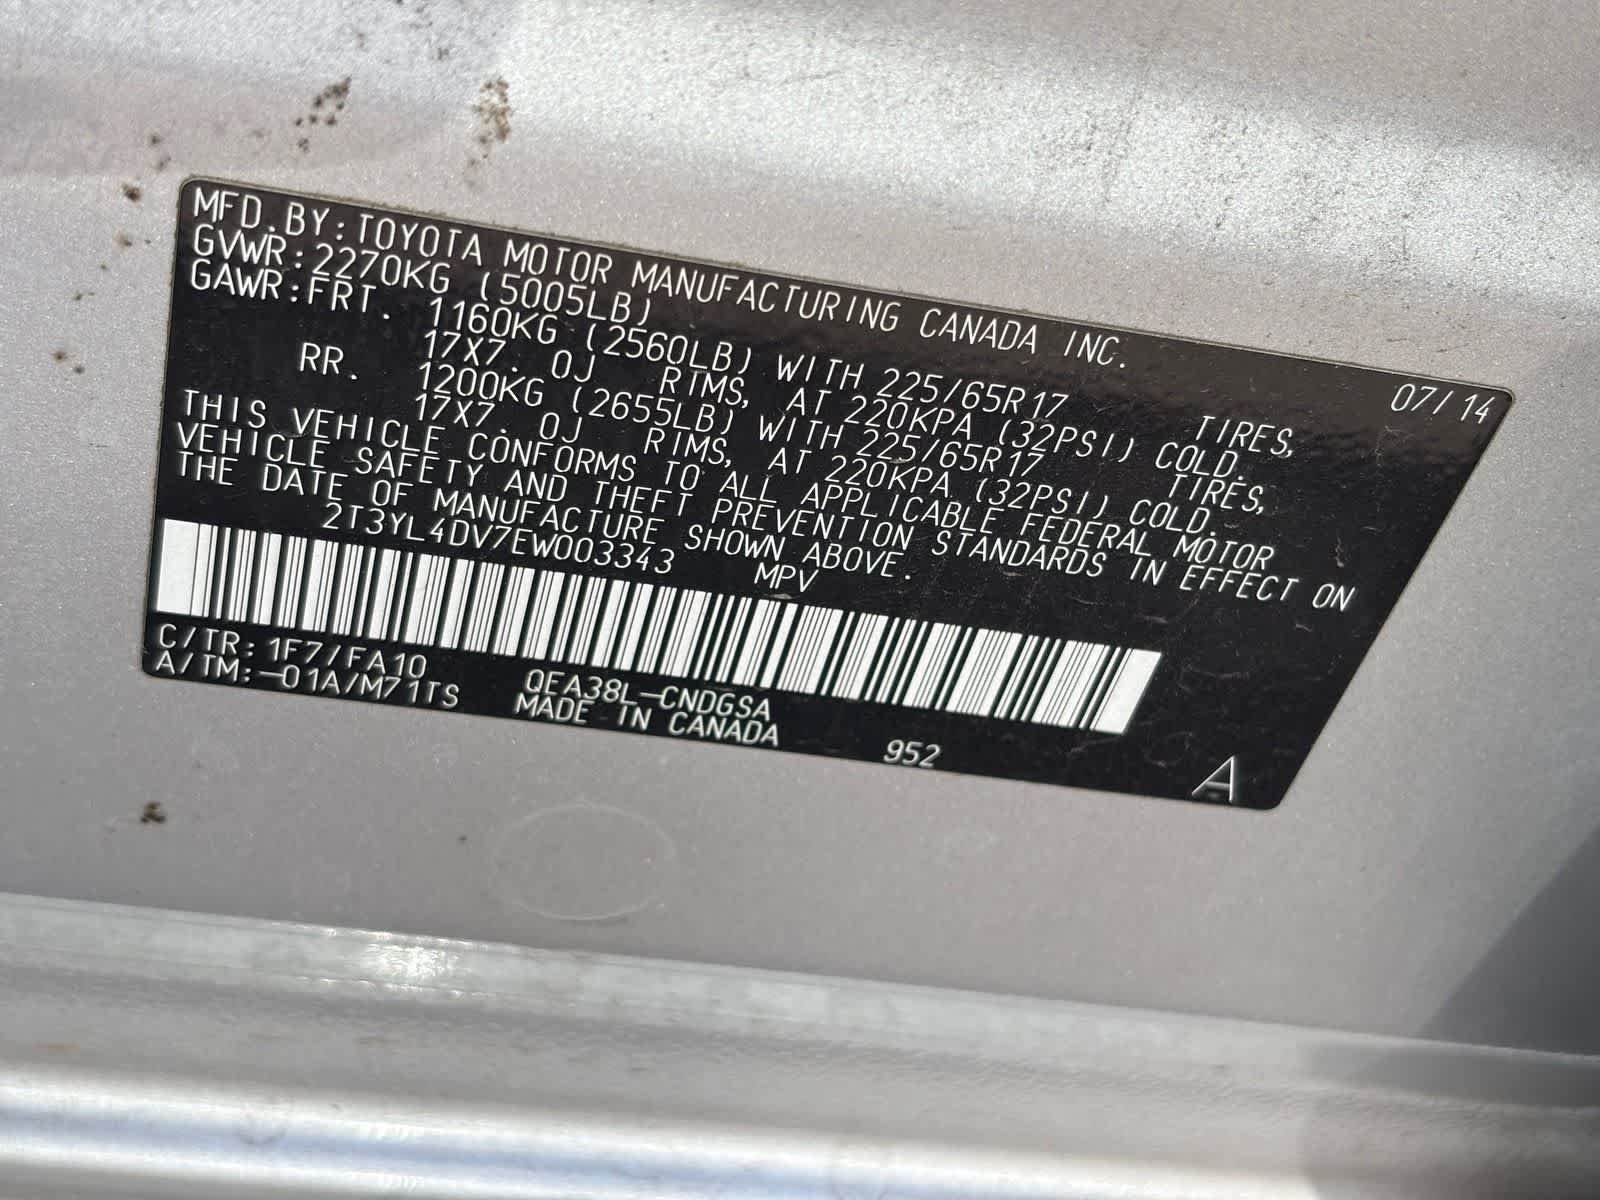 MFD. BY: TOYOTA MOTOR MANUFACTURING CANADA INC.
GVWR: 2270KG (5005LB) 07/14
GAWR: FRT. 1160KG (2560LB) WITH 225/65R17 TIRES,
17X7. 0J RIMS, AT 220KPA (32PSI) COLD.
RR. 1200KG (2655LB) WITH 225/65R17 TIRES,
17X7. 0J RIMS, AT 220KPA (32PSI) COLD.
THIS VEHICLE CONFORMS TO ALL APPLICABLE FEDERAL MOTOR
VEHICLE SAFETY AND THEFT PREVENTION STANDARDS IN EFFECT ON
THE DATE OF MANUFACTURE SHOWN ABOVE.
2T3YL4DV7EW003343 MPV
C/TR: 1F7/FA10 QEA38L-CNDGSA
A/TM:-01A/M71TS MADE IN CANADA 952 A